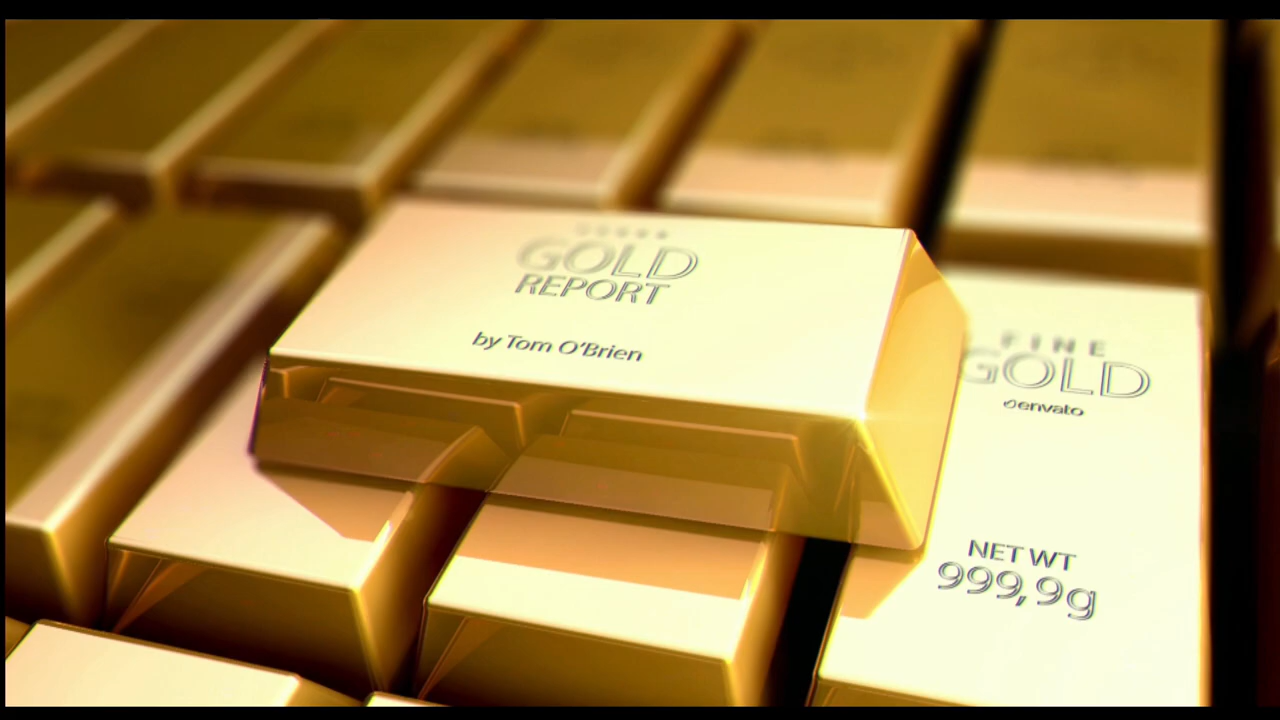 GOLD
REPORT
by Tom O'Brien
FINE
GOLD
envato
NET WT
999,9g